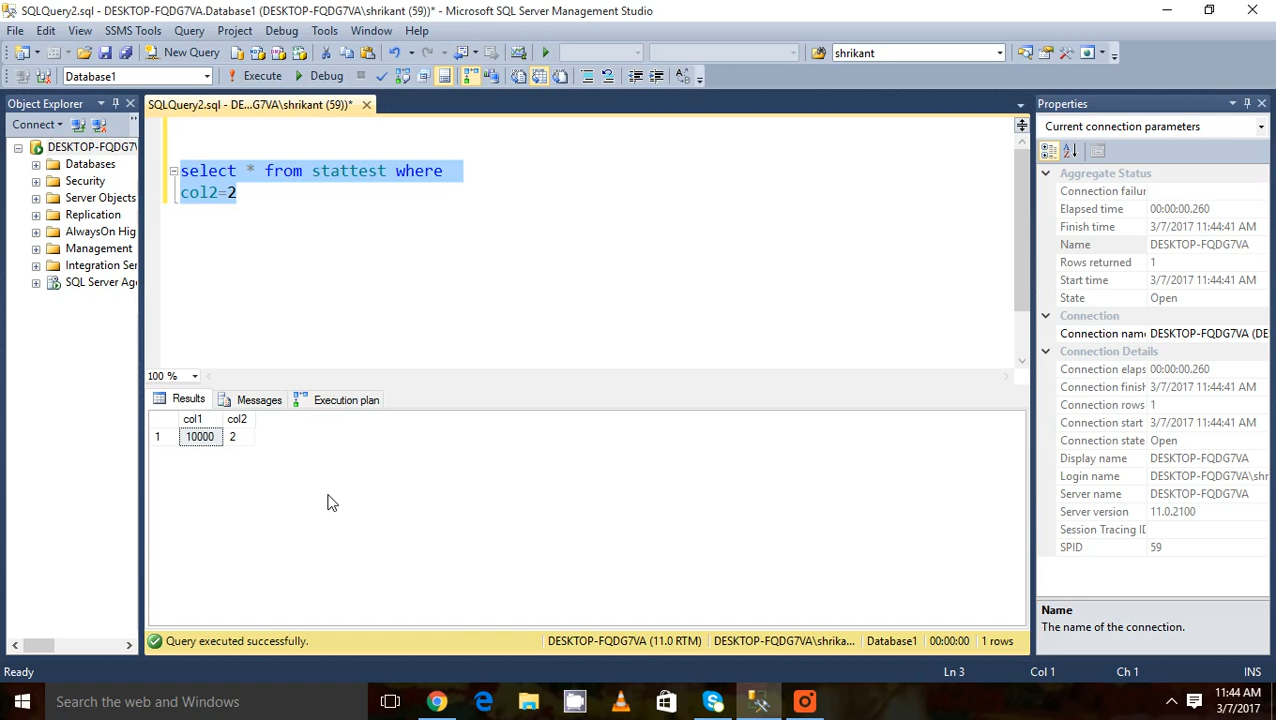 SQLQuery2.sql - DESKTOP-FQDG7VA.Database1 (DESKTOP-FQDG7VA\shrikant (59))* - Microsoft SQL Server Management Studio
File Edit View SSMS Tools Query Project Debug Tools Window Help
New Query shrikant
Database1 Execute Debug
Object Explorer
Connect
DESKTOP-FQDG7V
Databases
Security
Server Objects
Replication
AlwaysOn Hig
Management
Integration Ser
SQL Server Age
SQLQuery2.sql - DE...G7VA\shrikant (59))*
select * from stattest where
col2=2
100 %
Results Messages Execution plan
col1 col2
1 10000 2
Query executed successfully. DESKTOP-FQDG7VA (11.0 RTM) DESKTOP-FQDG7VA\shrika... Database1 00:00:00 1 rows
Properties
Current connection parameters
Aggregate Status
Connection failur
Elapsed time 00:00:00.260
Finish time 3/7/2017 11:44:41 AM
Name DESKTOP-FQDG7VA
Rows returned 1
Start time 3/7/2017 11:44:41 AM
State Open
Connection
Connection name DESKTOP-FQDG7VA (DE
Connection Details
Connection elaps 00:00:00.260
Connection finish 3/7/2017 11:44:41 AM
Connection rows 1
Connection start 3/7/2017 11:44:41 AM
Connection state Open
Display name DESKTOP-FQDG7VA
Login name DESKTOP-FQDG7VA\shr
Server name DESKTOP-FQDG7VA
Server version 11.0.2100
Session Tracing ID
SPID 59
Name
The name of the connection.
Ready Ln 3 Col 1 Ch 1 INS
Search the web and Windows
11:44 AM
3/7/2017